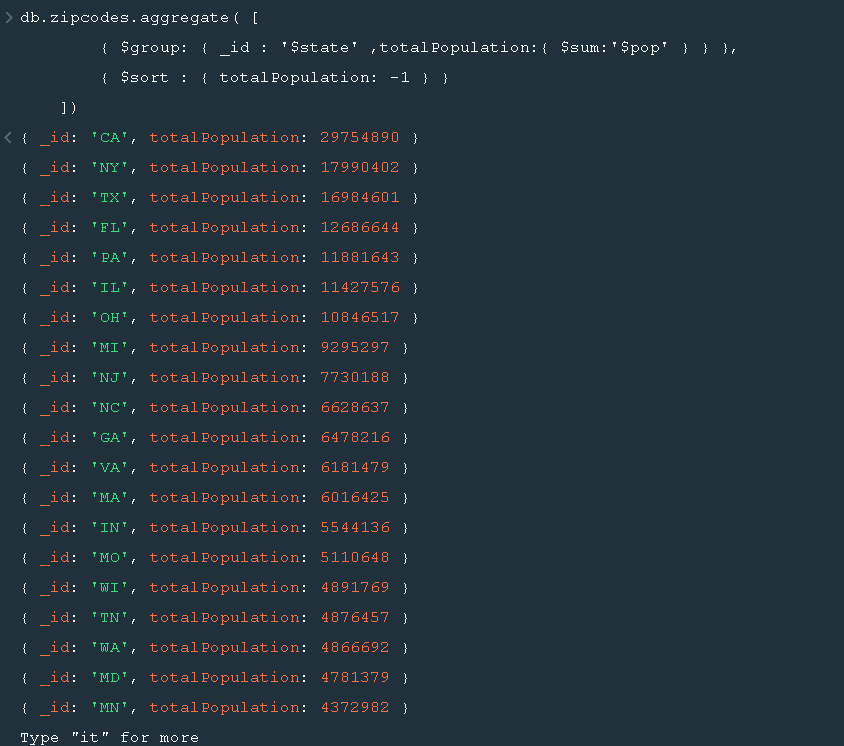 > db.zipcodes.aggregate( [
{ $group: { _id : '$state' ,totalPopulation:{ $sum:'$pop' } } },
{ $sort : { totalPopulation: -1 } }
])
< { _id: 'CA', totalPopulation: 29754890 }
{ _id: 'NY', totalPopulation: 17990402 }
{ _id: 'TX', totalPopulation: 16984601 }
{ _id: 'FL', totalPopulation: 12686644 }
{ _id: 'PA', totalPopulation: 11881643 }
{ _id: 'IL', totalPopulation: 11427576 }
{ _id: 'OH', totalPopulation: 10846517 }
{ _id: 'MI', totalPopulation: 9295297 }
{ _id: 'NJ', totalPopulation: 7730188 }
{ _id: 'NC', totalPopulation: 6628637 }
{ _id: 'GA', totalPopulation: 6478216 }
{ _id: 'VA', totalPopulation: 6181479 }
{ _id: 'MA', totalPopulation: 6016425 }
{ _id: 'IN', totalPopulation: 5544136 }
{ _id: 'MO', totalPopulation: 5110648 }
{ _id: 'WI', totalPopulation: 4891769 }
{ _id: 'TN', totalPopulation: 4876457 }
{ _id: 'WA', totalPopulation: 4866692 }
{ _id: 'MD', totalPopulation: 4781379 }
{ _id: 'MN', totalPopulation: 4372982 }
Type "it" for more